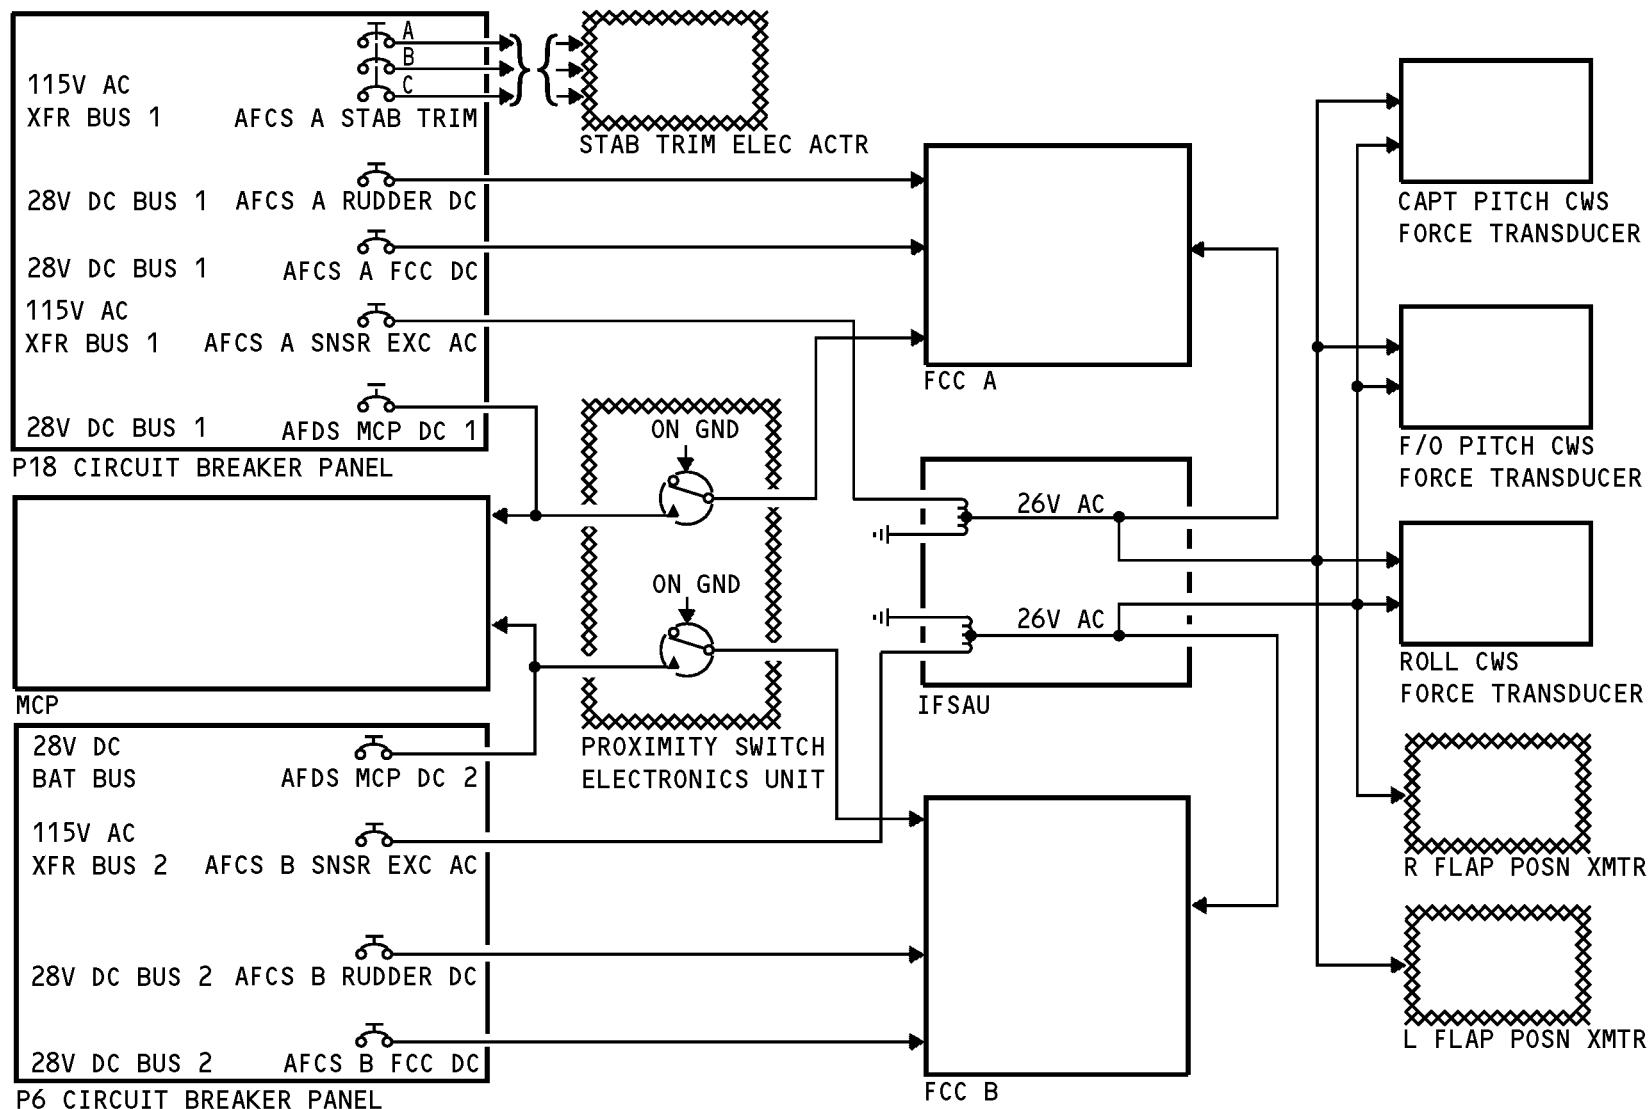 A
B
C
115V AC
XFR BUS 1 AFCS A STAB TRIM
STAB TRIM ELEC ACTR
28V DC BUS 1 AFCS A RUDDER DC
28V DC BUS 1 AFCS A FCC DC
115V AC
XFR BUS 1 AFCS A SNSR EXC AC
28V DC BUS 1 AFDS MCP DC 1
P18 CIRCUIT BREAKER PANEL
MCP
28V DC
BAT BUS AFDS MCP DC 2
115V AC
XFR BUS 2 AFCS B SNSR EXC AC
28V DC BUS 2 AFCS B RUDDER DC
28V DC BUS 2 AFCS B FCC DC
P6 CIRCUIT BREAKER PANEL
ON GND
ON GND
PROXIMITY SWITCH
ELECTRONICS UNIT
FCC A
26V AC
26V AC
IFSAU
FCC B
CAPT PITCH CWS
FORCE TRANSDUCER
F/O PITCH CWS
FORCE TRANSDUCER
ROLL CWS
FORCE TRANSDUCER
R FLAP POSN XMTR
L FLAP POSN XMTR